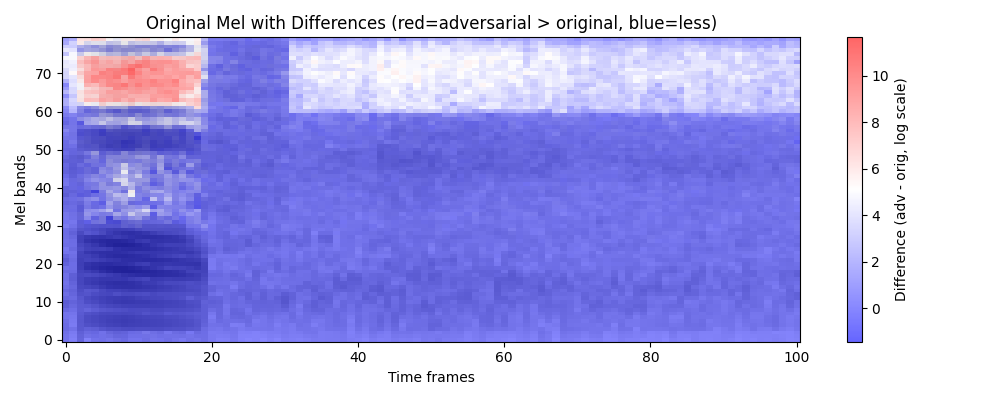 Original Mel with Differences (red=adversarial > original, blue=less)
Mel bands
70
60
50
40
30
20
10
0
0 20 40 60 80 100
Time frames
10
8
6
4
2
0
Difference (adv - orig, log scale)